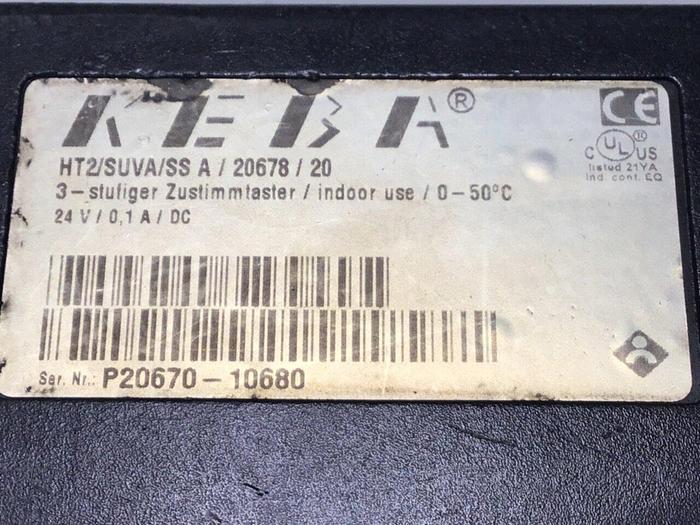 KEBA®
CE
HT2/SUVA/SS A / 20678 / 20
C UL® US
listed 21YA
Ind. cont. EQ
3-stufiger Zustimmtaster / indoor use / 0-50°C
24 V / 0,1 A / DC
Ser. Nr.: P20670-10680